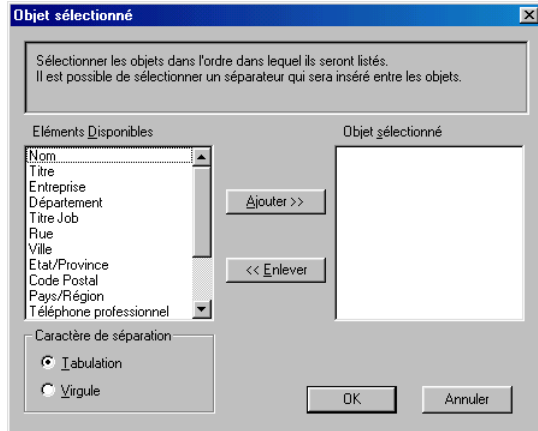 Objet sélectionné
Sélectionner les objets dans l'ordre dans lequel ils seront listés.
Il est possible de sélectionner un séparateur qui sera inséré entre les objets.
Eléments Disponibles
Objet sélectionné
Nom
Titre
Entreprise
Département
Titre Job
Rue
Ville
Etat/Province
Code Postal
Pays/Région
Téléphone professionnel
Ajouter >>
<< Enlever
Caractère de séparation
Tabulation
Virgule
OK
Annuler